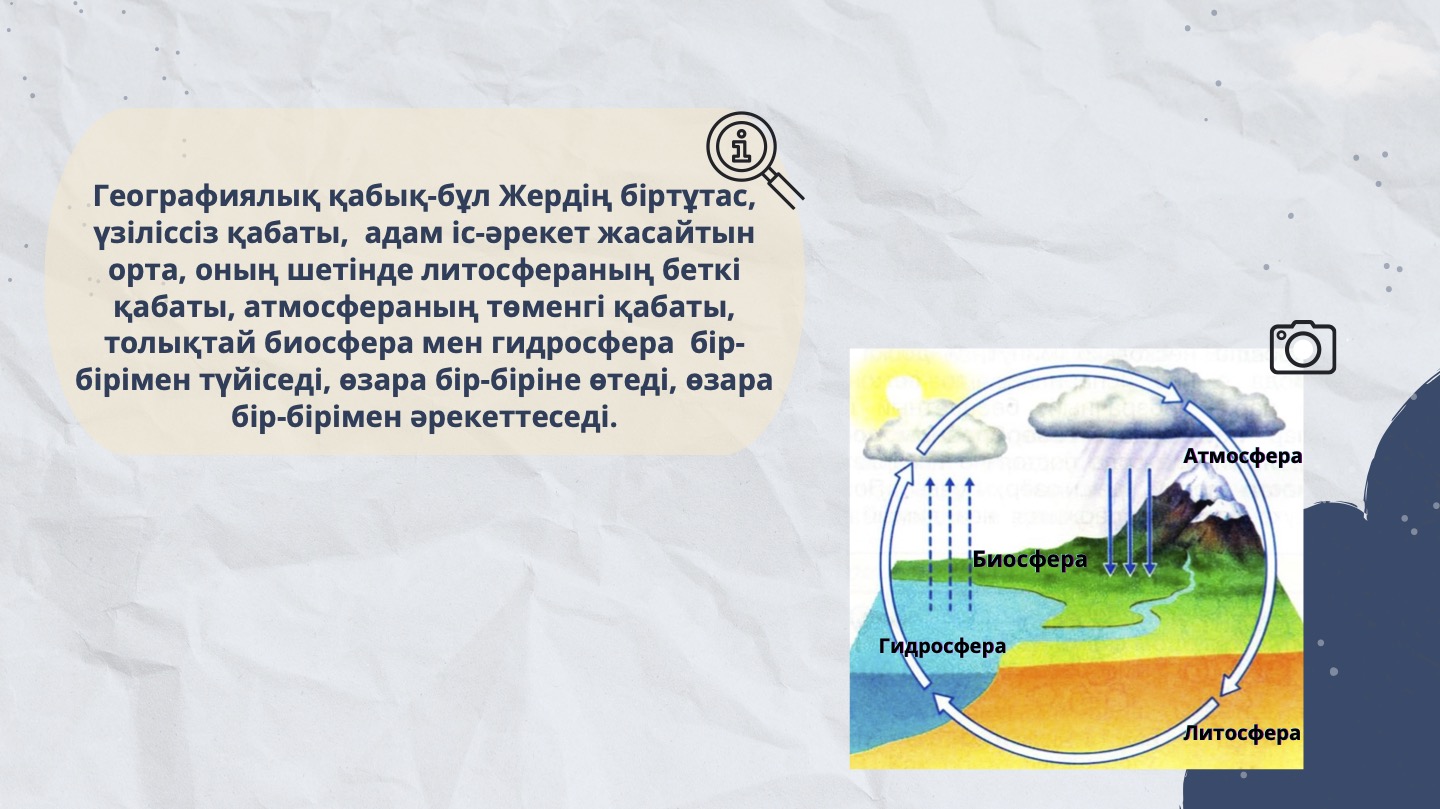 Географиялық қабық-бұл Жердің біртұтас,
үзіліссіз қабаты, адам іс-әрекет жасайтын
орта, оның шетінде литосфераның беткі
қабаты, атмосфераның төменгі қабаты,
толықтай биосфера мен гидросфера бір-
бірімен түйіседі, өзара бір-біріне өтеді, өзара
бір-бірімен әрекеттеседі.
Атмосфера
Биосфера
Гидросфера
Литосфера